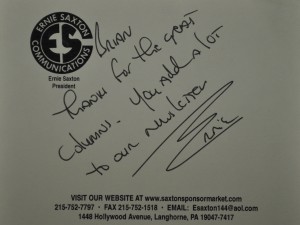 ERNIE SAXTON
COMMUNICATIONS
Ernie Saxton
President
Brian
Thanks for the great
columns. You add a lot
to our newsletter
Ernie
VISIT OUR WEBSITE AT www.saxtonsponsormarket.com
215-752-7797 • FAX 215-752-1518 • EMAIL: Esaxton144@aol.com
1448 Hollywood Avenue, Langhorne, PA 19047-7417